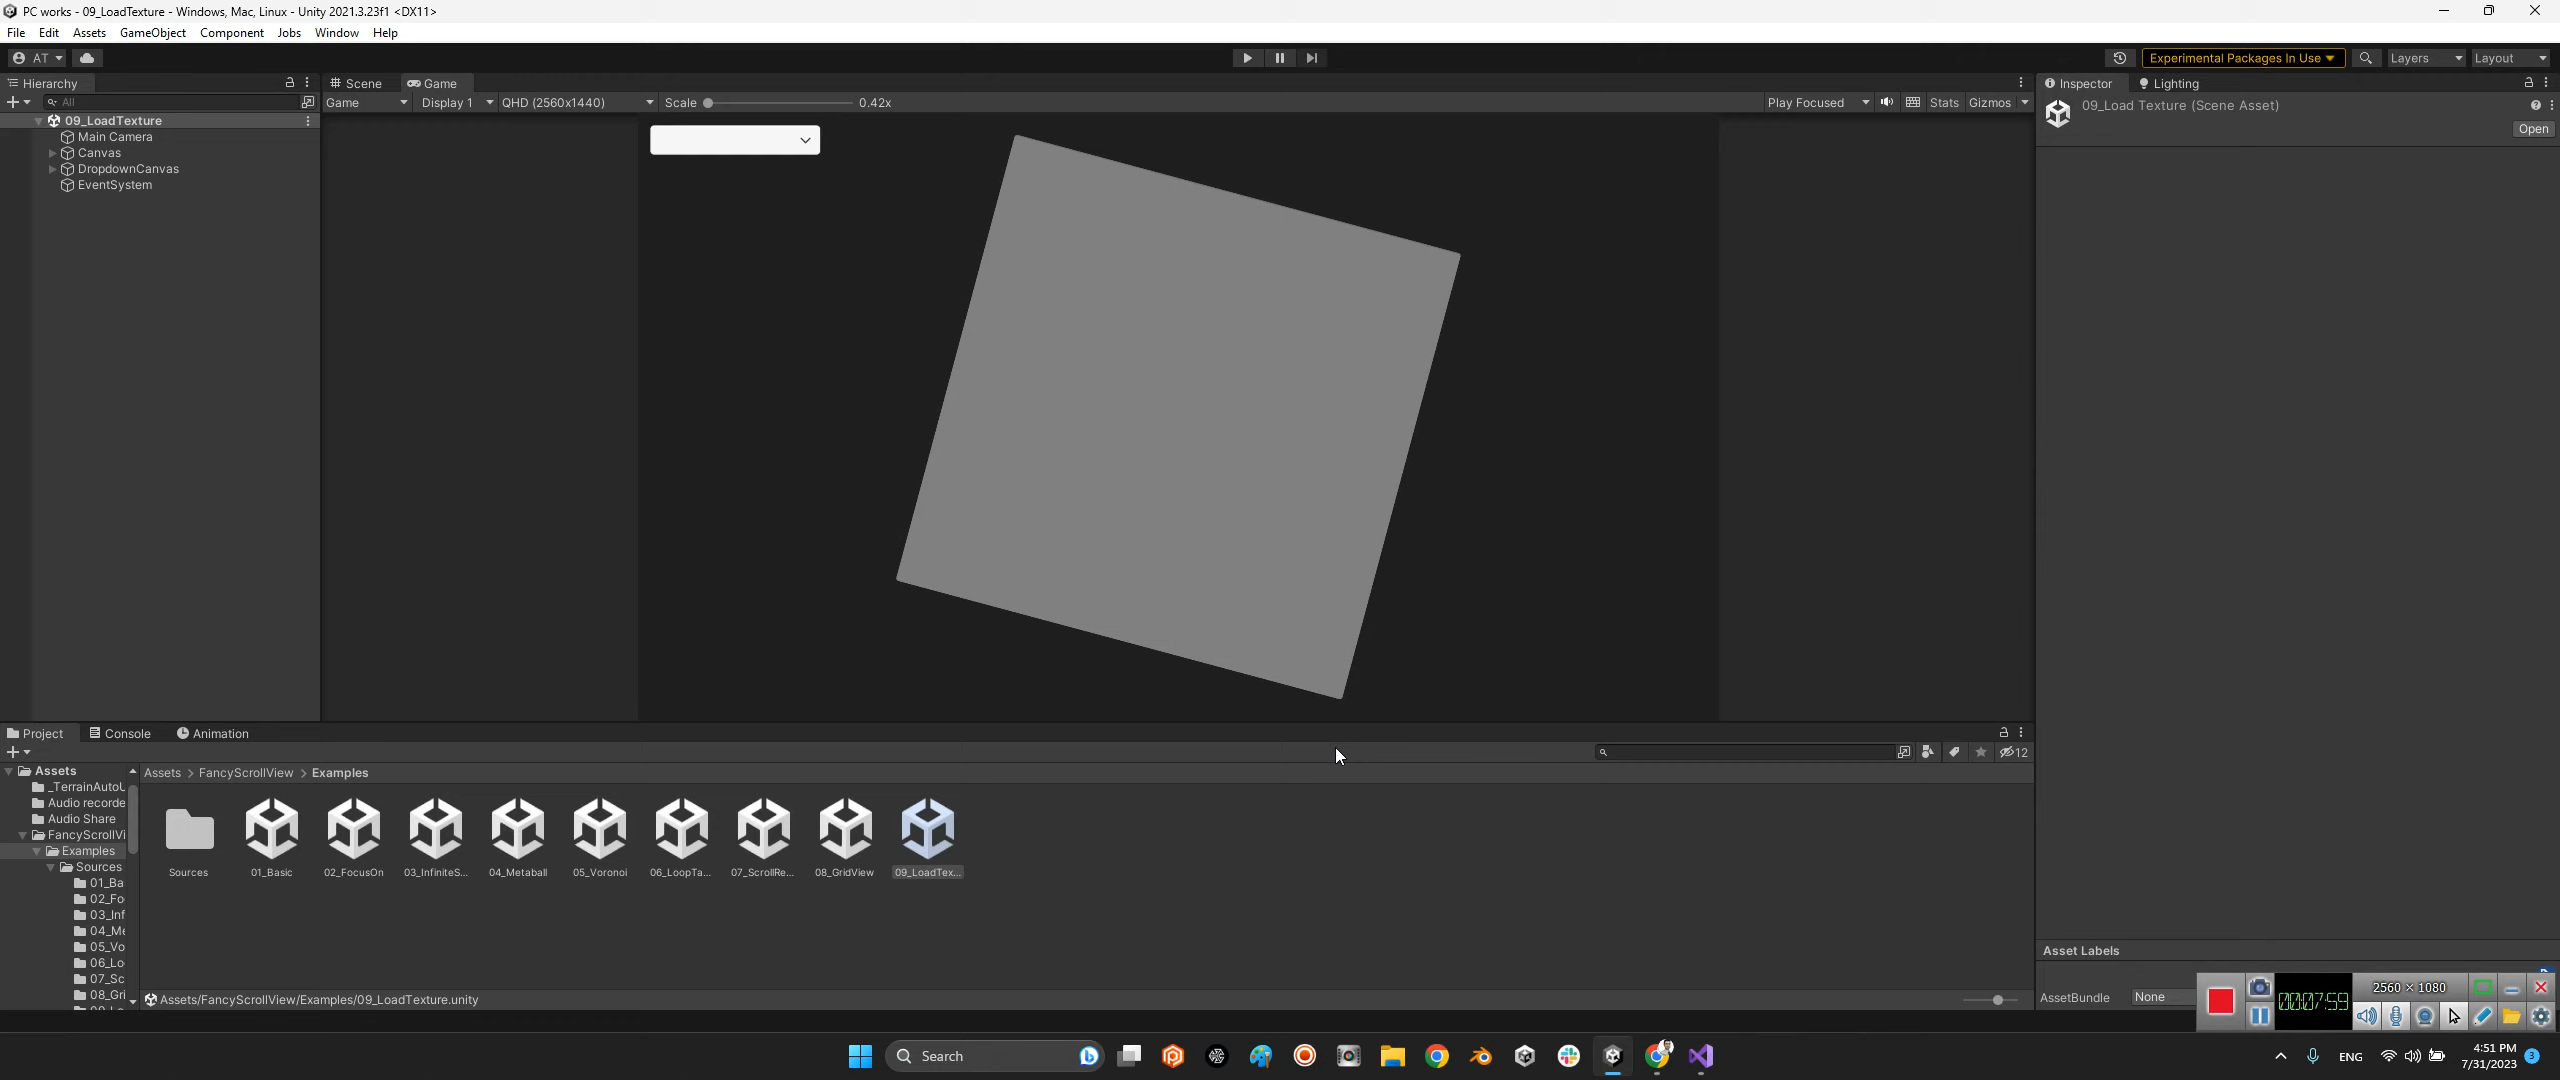 PC works - 09_LoadTexture - Windows, Mac, Linux - Unity 2021.3.23f1 <DX11>
File Edit Assets GameObject Component Jobs Window Help
AT
Experimental Packages In Use
Layers
Layout
Hierarchy
All
09_LoadTexture
Main Camera
Canvas
DropdownCanvas
EventSystem
Scene
Game
Game
Display 1
QHD (2560x1440)
Scale
0.42x
Play Focused
Stats
Gizmos
Inspector
Lighting
09_Load Texture (Scene Asset)
Open
Project
Console
Animation
12
Assets
_TerrainAutoU
Audio recorde
Audio Share
FancyScrollVi
Examples
Sources
01_Ba
02_Fo
03_Inf
04_Me
05_Vo
06_Lo
07_Sc
08_Gri
Assets > FancyScrollView > Examples
Sources
01_Basic
02_FocusOn
03_InfiniteS...
04_Metaball
05_Voronoi
06_LoopTa...
07_ScrollRe...
08_GridView
09_LoadTex...
Assets/FancyScrollView/Examples/09_LoadTexture.unity
Asset Labels
AssetBundle
None
00:07:59
2560 × 1080
Search
ENG
4:51 PM
7/31/2023
3